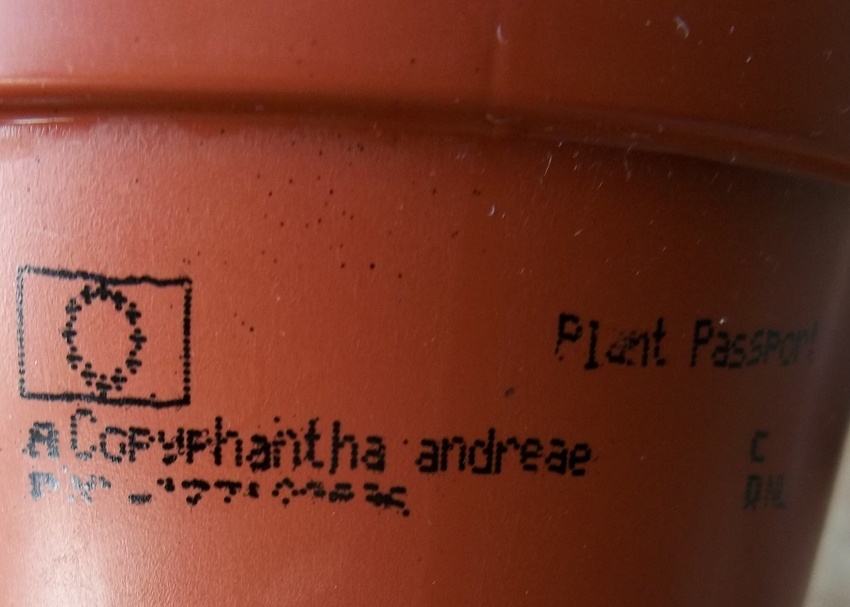 Plant Passport
A Coryphantha andreae C
B NL